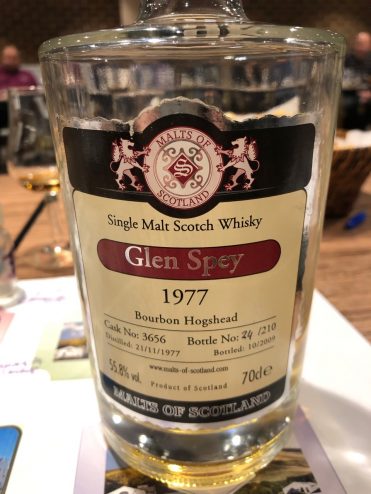 MALTS OF
SCOTLAND
S
Single Malt Scotch Whisky
Glen Spey
1977
Bourbon Hogshead
Cask No: 3656 Bottle No: 24 /210
Distilled: 21/11/1977 Bottled: 10/2009
www.malts-of-scotland.com
55.8% vol. 70cl e
Product of Scotland
MALTS OF SCOTLAND